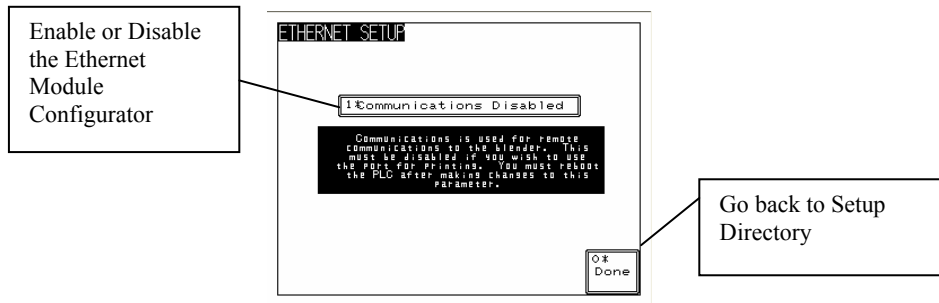 Enable or Disable
the Ethernet
Module
Configurator
ETHERNET SETUP
1*Communications Disabled
Communications is used for remote
communications to the blender. This
must be disabled if you wish to use
the port for printing. You must reboot
the PLC after making changes to this
parameter.
Go back to Setup
Directory
0*
Done